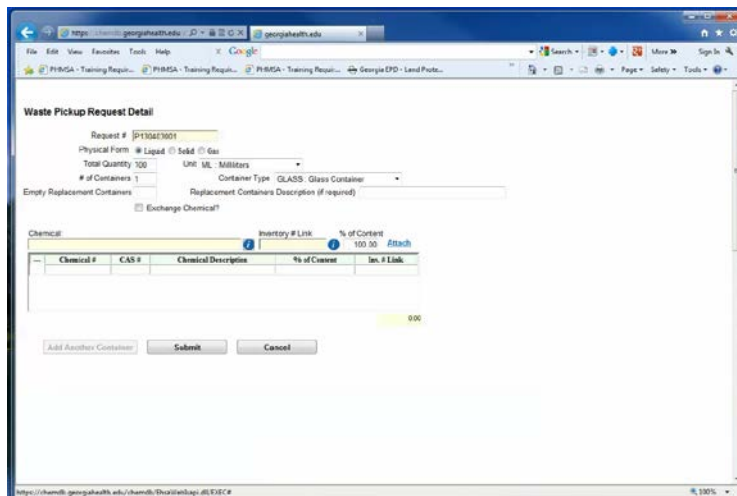 https://chemdb.georgiahealth.edu
georgiahealth.edu
File Edit View Favorites Tools Help
x Google
Search More » Sign In
PHMSA - Training Requir... PHMSA - Training Requir... PHMSA - Training Requir... Georgia EPD - Land Prote...
Page Safety Tools
Waste Pickup Request Detail
Request #
Physical Form Liquid Solid Gas
Total Quantity Unit ML : Milliliters
# of Containers 1 Container Type GLASS : Glass Container
Empty Replacement Containers Replacement Containers Description (if required)
Exchange Chemical?
Chemical: Inventory # Link % of Content
100.00 Attach
Chemical # CAS # Chemical Description % of Content Inv. # Link
0.00
Add Another Container Submit Cancel
100%